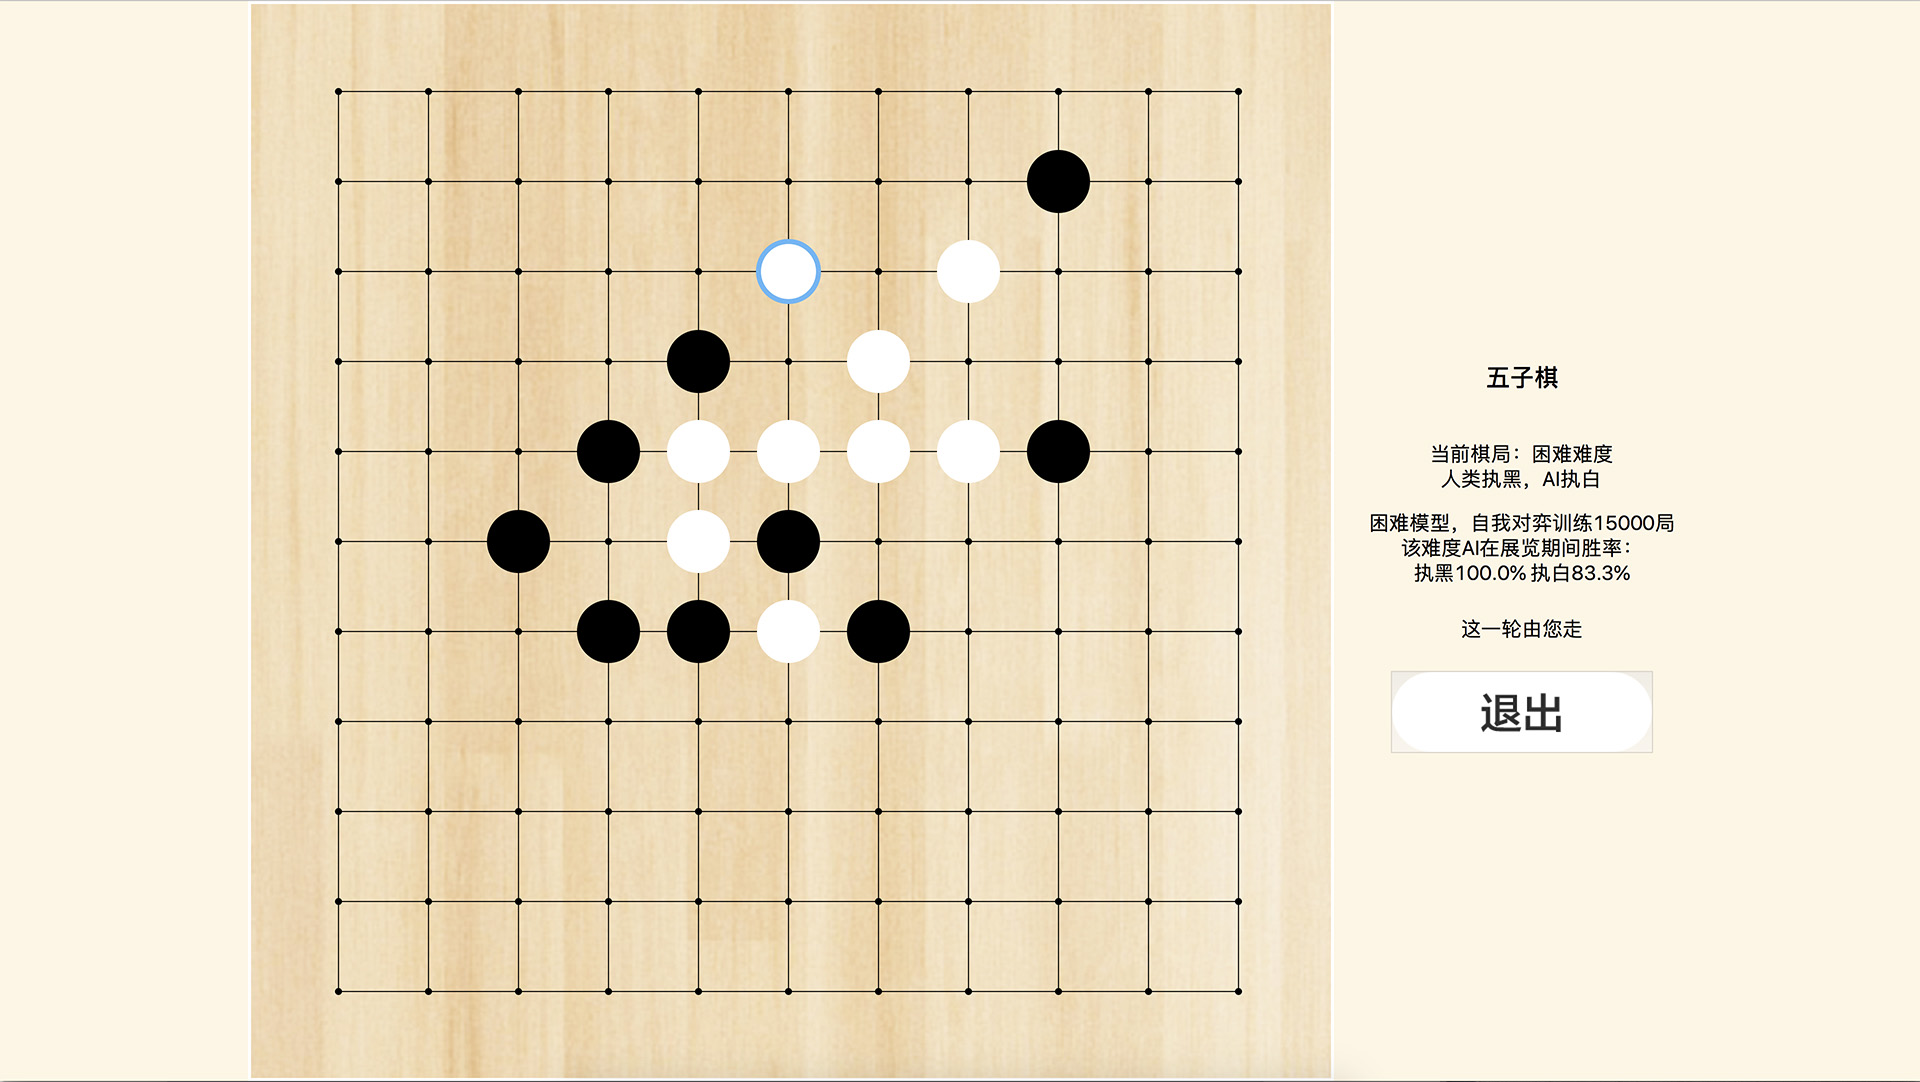 五子棋
当前棋局：困难难度
人类执黑，AI执白
困难模型，自我对弈训练15000局
该难度AI在展览期间胜率：
执黑100.0% 执白83.3%
这一轮由您走
退出